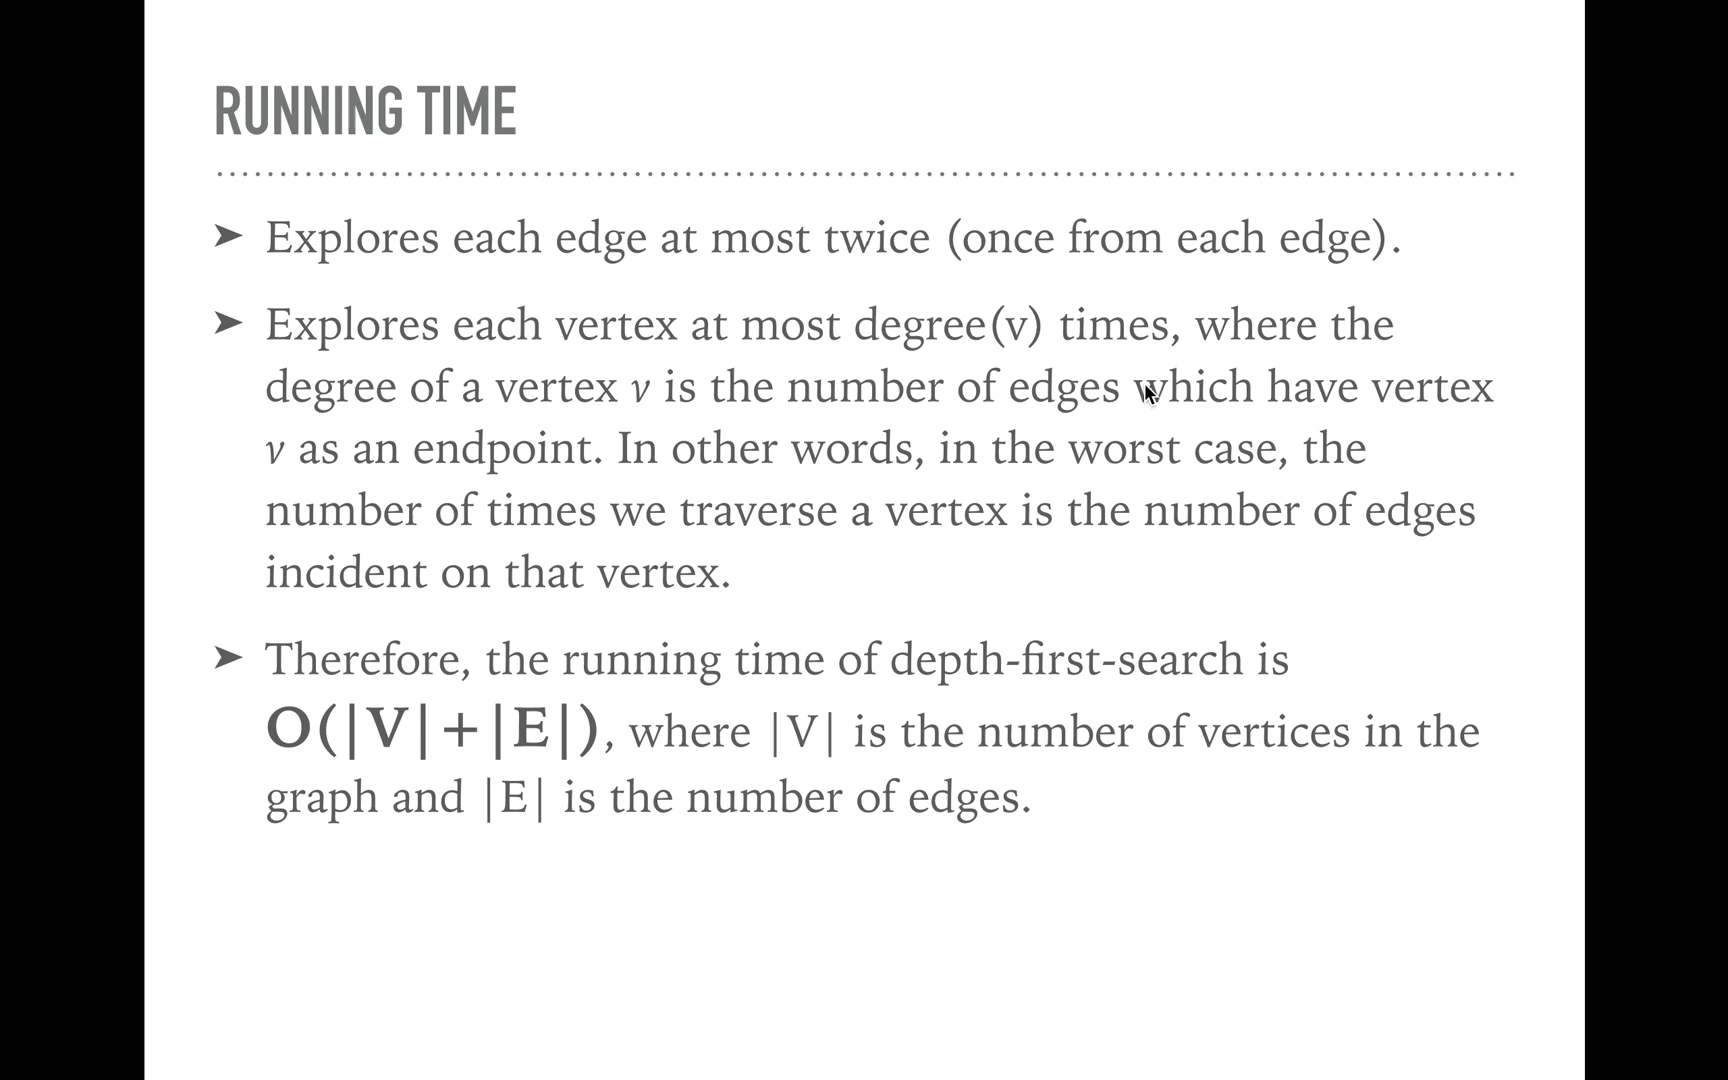 RUNNING TIME
➤ Explores each edge at most twice (once from each edge).
➤ Explores each vertex at most degree(v) times, where the
degree of a vertex v is the number of edges which have vertex
v as an endpoint. In other words, in the worst case, the
number of times we traverse a vertex is the number of edges
incident on that vertex.
➤ Therefore, the running time of depth-first-search is
O(|V|+|E|), where |V| is the number of vertices in the
graph and |E| is the number of edges.